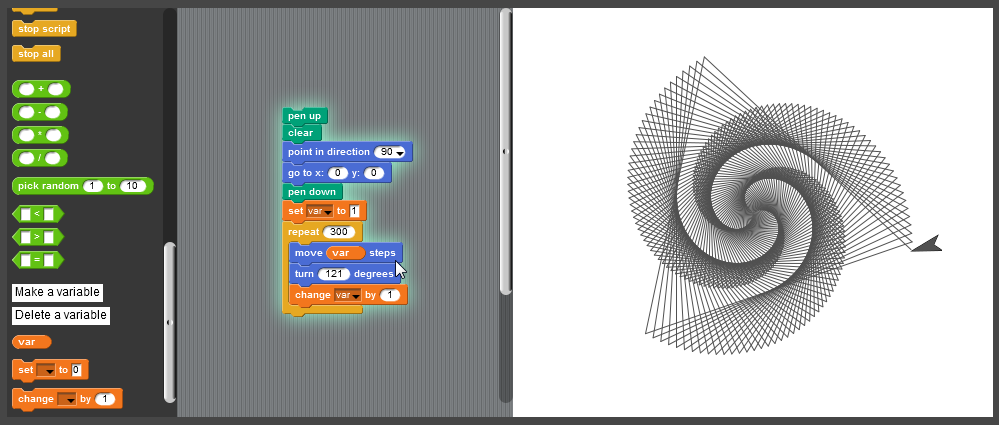 stop script
stop all
+
-
*
/
pick random 1 to 10
<
>
=
Make a variable
Delete a variable
var
set to 0
change by 1
pen up
clear
point in direction 90
go to x: 0 y: 0
pen down
set var to 1
repeat 300
move var steps
turn 121 degrees
change var by 1